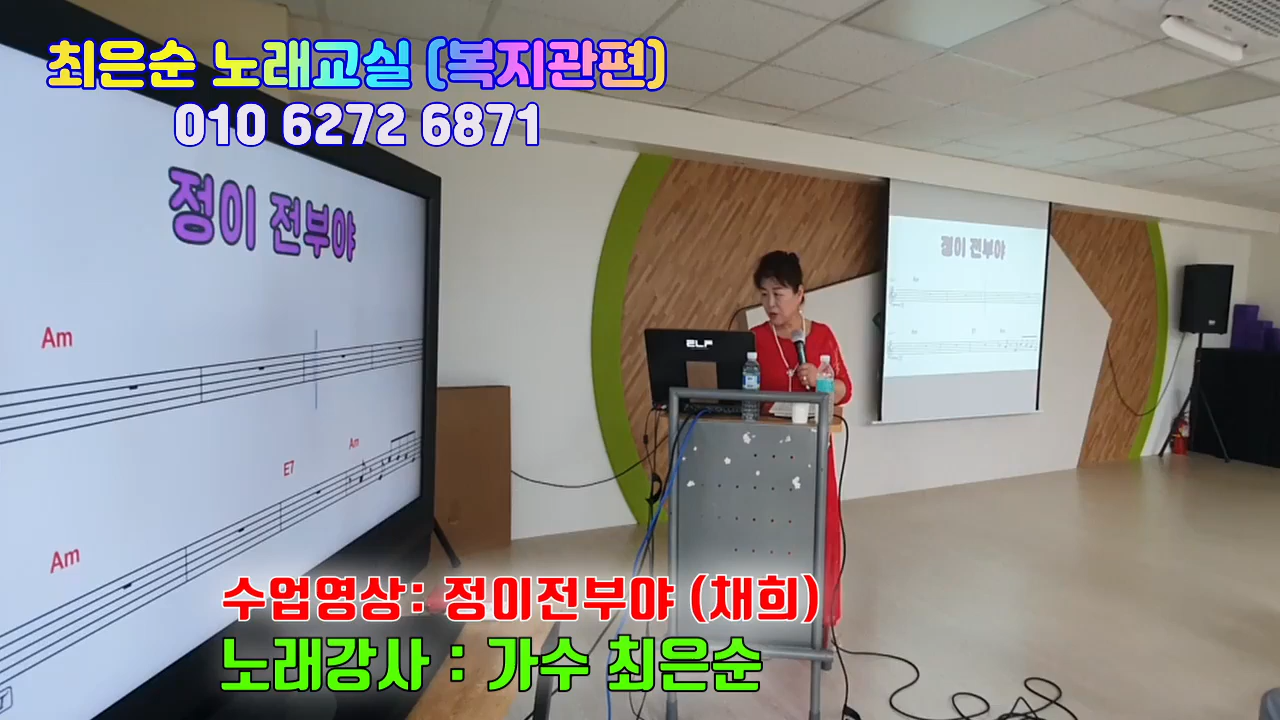 최은순 노래교실 (복지관편)
010 6272 6871
정이 전부야
Am
E7
Am
Am
ELF
정이 전부야
수업영상: 정이전부야 (채희)
노래강사 : 가수 최은순